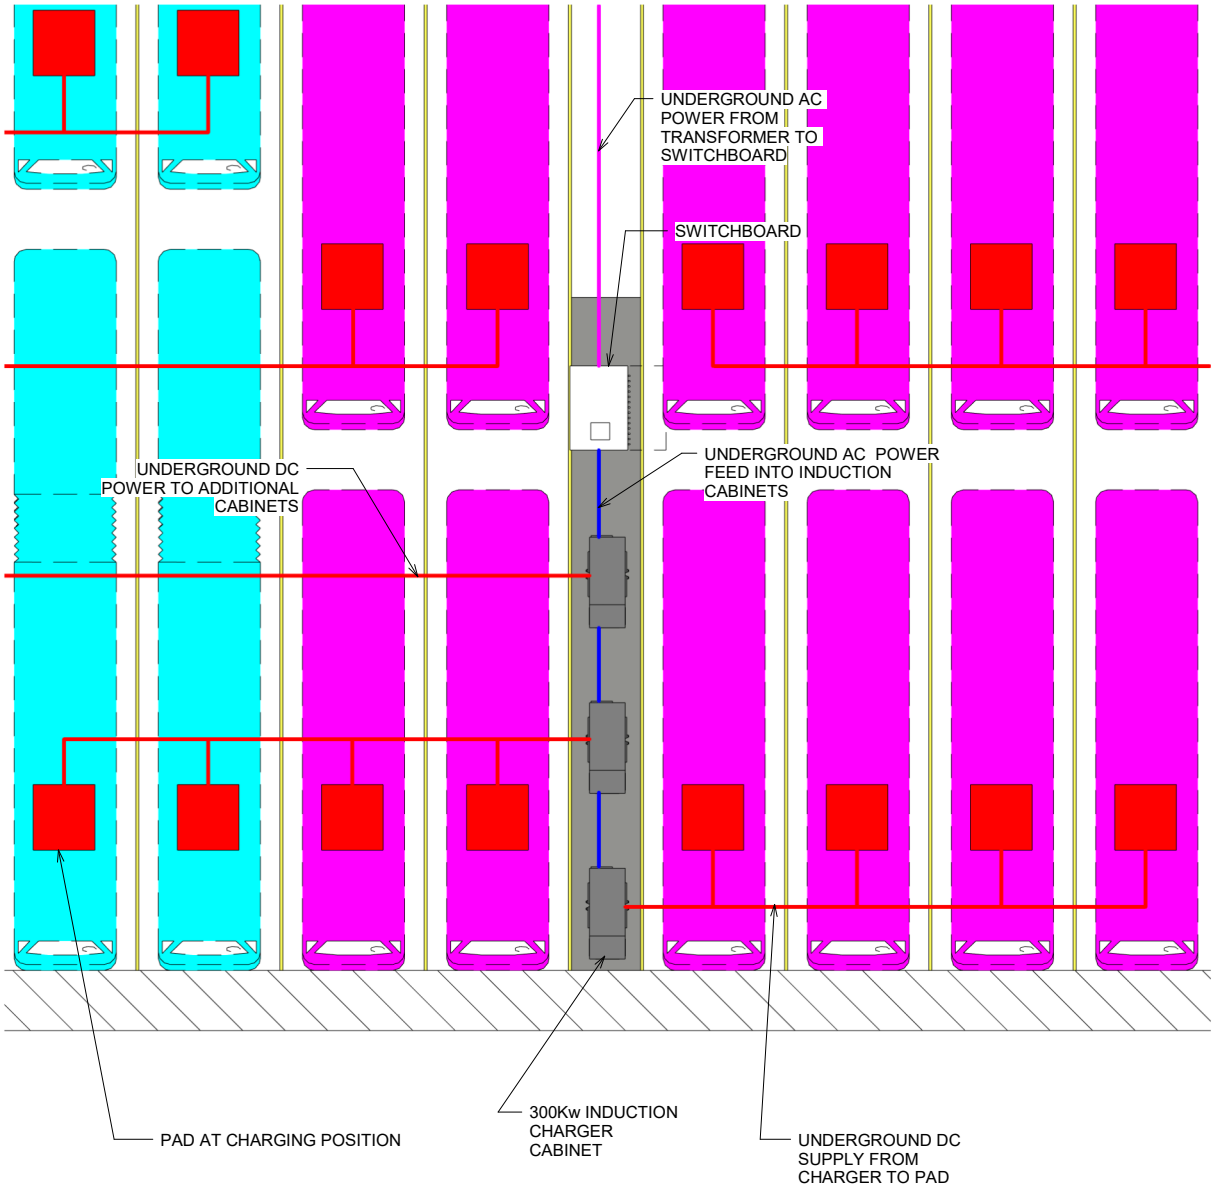 UNDERGROUND AC
POWER FROM
TRANSFORMER TO
SWITCHBOARD
SWITCHBOARD
UNDERGROUND AC  POWER
FEED INTO INDUCTION
CABINETS
UNDERGROUND DC
POWER TO ADDITIONAL
CABINETS
PAD AT CHARGING POSITION
300Kw INDUCTION
CHARGER
CABINET
UNDERGROUND DC
SUPPLY FROM
CHARGER TO PAD